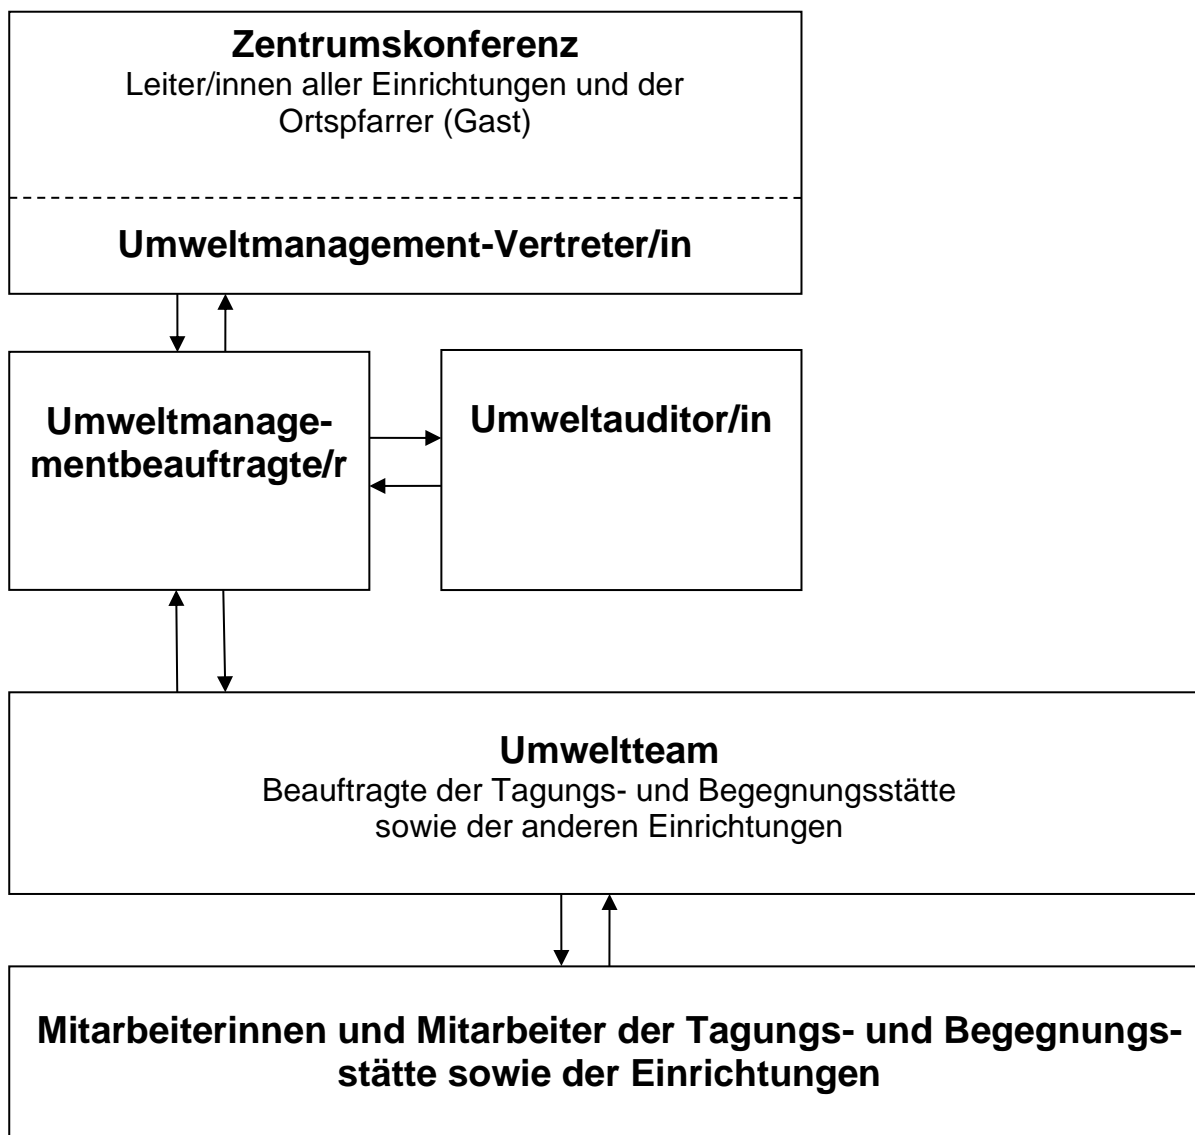 Zentrumskonferenz
Leiter/innen aller Einrichtungen und der
Ortspfarrer (Gast)
Umweltmanagement-Vertreter/in
Umweltmanage-
mentbeauftragte/r
Umweltauditor/in
Umweltteam
Beauftragte der Tagungs- und Begegnungsstätte
sowie der anderen Einrichtungen
Mitarbeiterinnen und Mitarbeiter der Tagungs- und Begegnungs-
stätte sowie der Einrichtungen